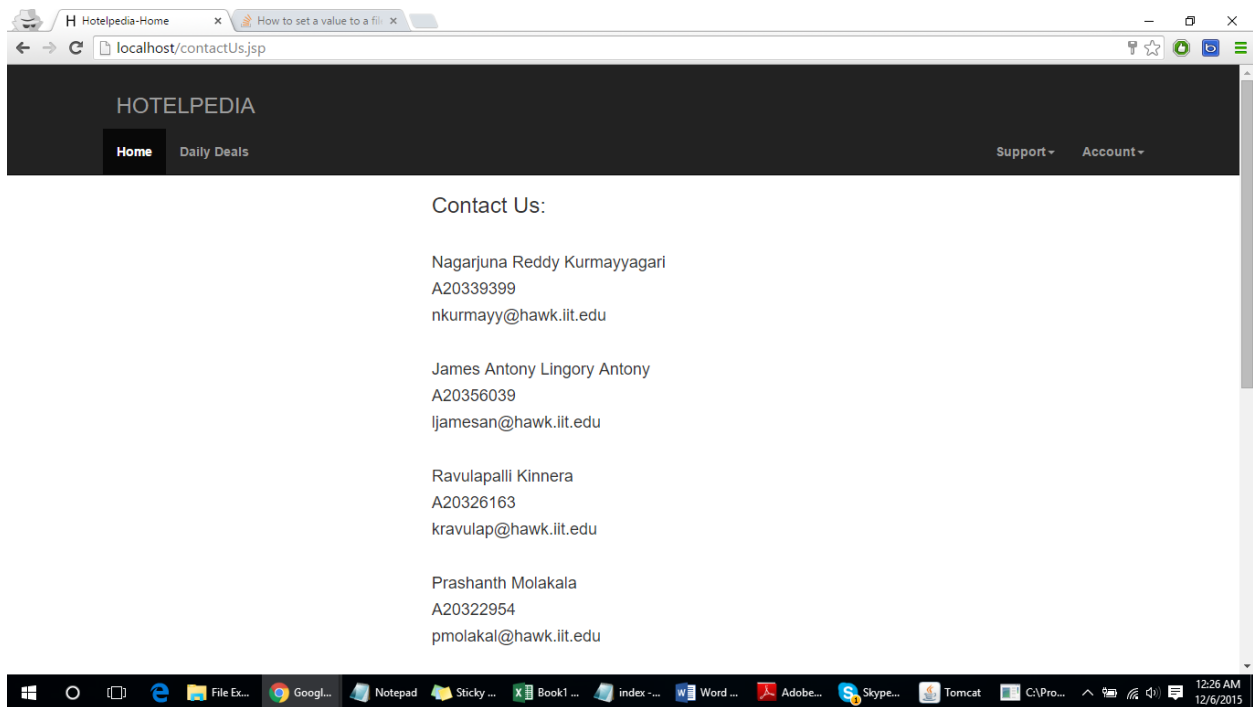 H Hotelpedia-Home
How to set a value to a fil
localhost/contactUs.jsp
HOTELPEDIA
Home Daily Deals Support Account
Contact Us:
Nagarjuna Reddy Kurmayyagari
A20339399
nkurmayy@hawk.iit.edu
James Antony Lingory Antony
A20356039
ljamesan@hawk.iit.edu
Ravulapalli Kinnera
A20326163
kravulap@hawk.iit.edu
Prashanth Molakala
A20322954
pmolakal@hawk.iit.edu
File Ex... Googl... Notepad Sticky ... Book1 ... index -... Word ... Adobe... Skype... Tomcat C:\Pro... 12:26 AM
12/6/2015